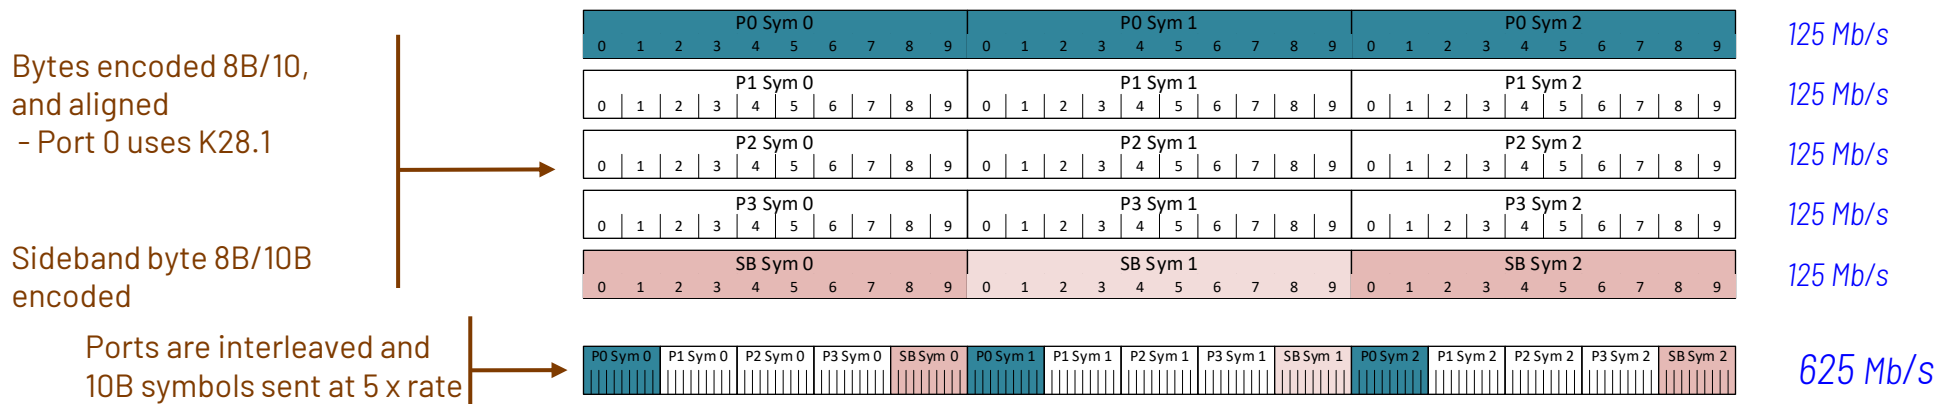 P0 Sym 0 P0 Sym 1 P0 Sym 2
0 1 2 3 4 5 6 7 8 9 0 1 2 3 4 5 6 7 8 9 0 1 2 3 4 5 6 7 8 9
125 Mb/s
Bytes encoded 8B/10,
and aligned
- Port 0 uses K28.1
P1 Sym 0 P1 Sym 1 P1 Sym 2
0 1 2 3 4 5 6 7 8 9 0 1 2 3 4 5 6 7 8 9 0 1 2 3 4 5 6 7 8 9
125 Mb/s
P2 Sym 0 P2 Sym 1 P2 Sym 2
0 1 2 3 4 5 6 7 8 9 0 1 2 3 4 5 6 7 8 9 0 1 2 3 4 5 6 7 8 9
125 Mb/s
P3 Sym 0 P3 Sym 1 P3 Sym 2
0 1 2 3 4 5 6 7 8 9 0 1 2 3 4 5 6 7 8 9 0 1 2 3 4 5 6 7 8 9
125 Mb/s
Sideband byte 8B/10B
encoded
SB Sym 0 SB Sym 1 SB Sym 2
0 1 2 3 4 5 6 7 8 9 0 1 2 3 4 5 6 7 8 9 0 1 2 3 4 5 6 7 8 9
125 Mb/s
Ports are interleaved and
10B symbols sent at 5 x rate
P0 Sym 0 P1 Sym 0 P2 Sym 0 P3 Sym 0 SB Sym 0 P0 Sym 1 P1 Sym 1 P2 Sym 1 P3 Sym 1 SB Sym 1 P0 Sym 2 P1 Sym 2 P2 Sym 2 P3 Sym 2 SB Sym 2
625 Mb/s